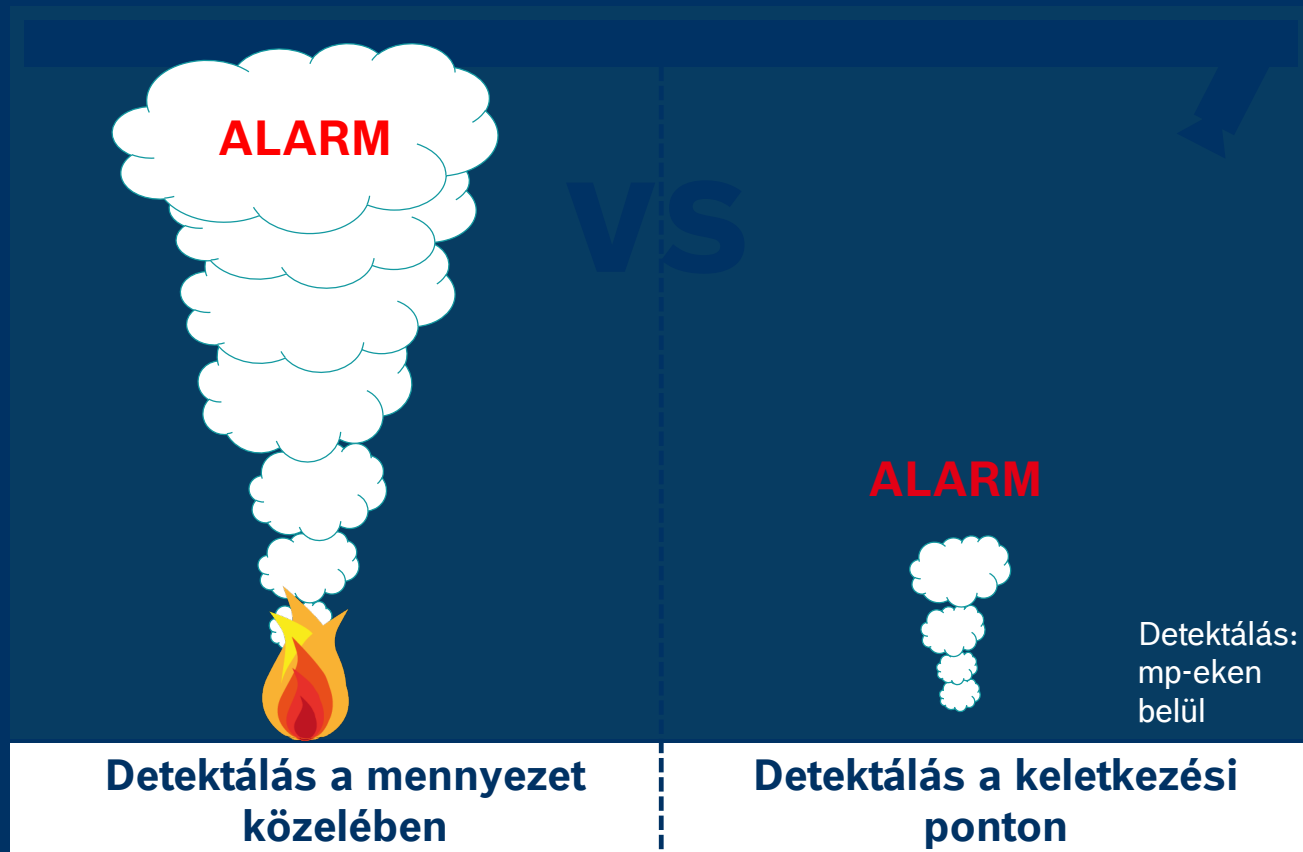 ALARM
VS
ALARM
Detektálás:
mp-eken
belül
Detektálás a mennyezet
közelében
Detektálás a keletkezési
ponton